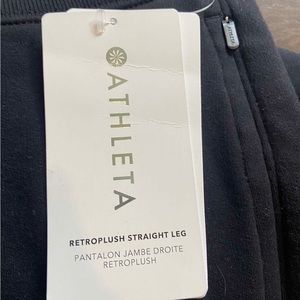 ATHLETA
RETROPLUSH STRAIGHT LEG
PANTALON JAMBE DROITE
RETROPLUSH